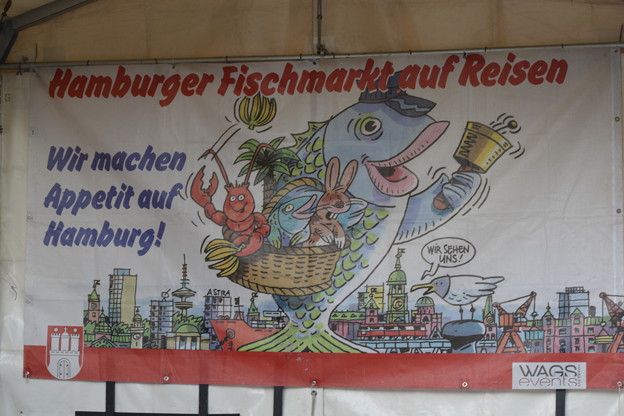 Hamburger Fischmarkt auf Reisen
Wir machen
Appetit auf
Hamburg!
WIR SEHEN
UNS!
ASTRA
WAGS
events